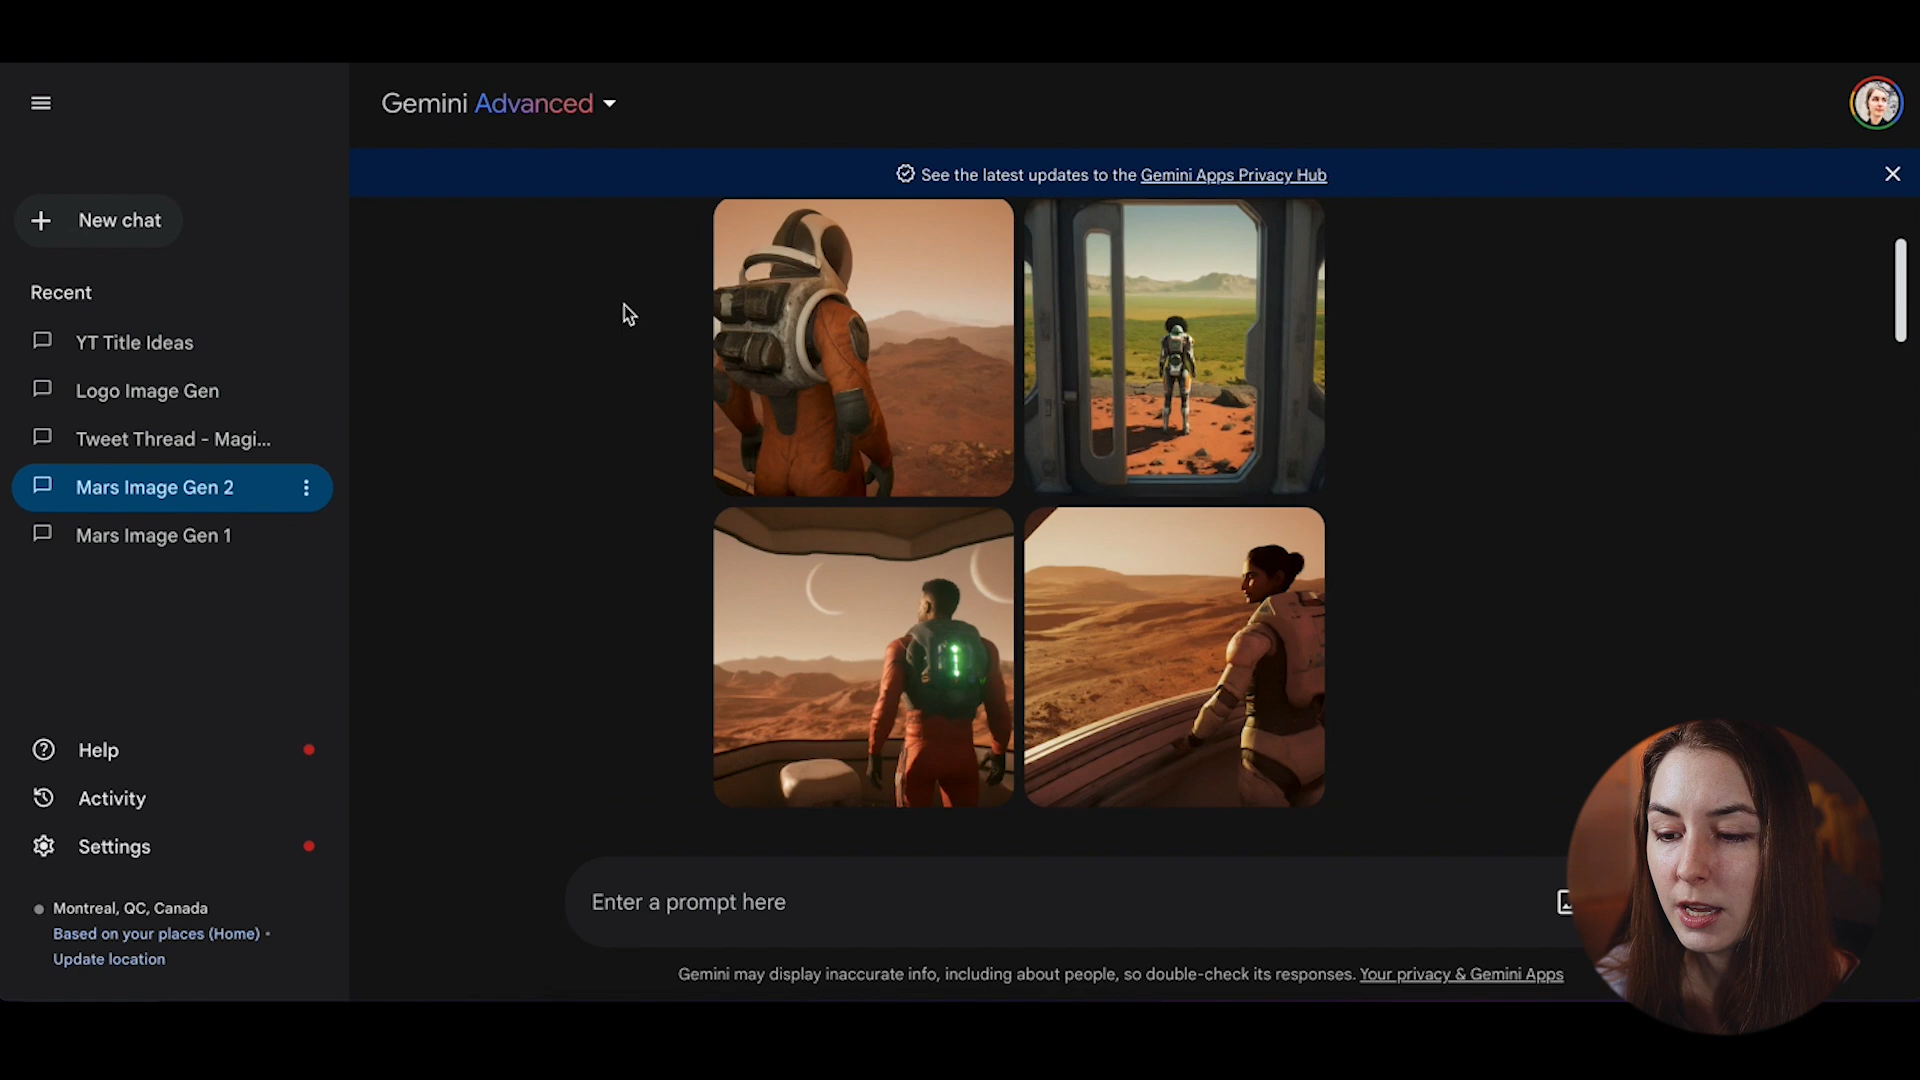 Gemini Advanced
See the latest updates to the Gemini Apps Privacy Hub
New chat
Recent
YT Title Ideas
Logo Image Gen
Tweet Thread - Magi...
Mars Image Gen 2
Mars Image Gen 1
Help
Activity
Settings
Montreal, QC, Canada
Based on your places (Home) •
Update location
Enter a prompt here
Gemini may display inaccurate info, including about people, so double-check its responses. Your privacy & Gemini Apps